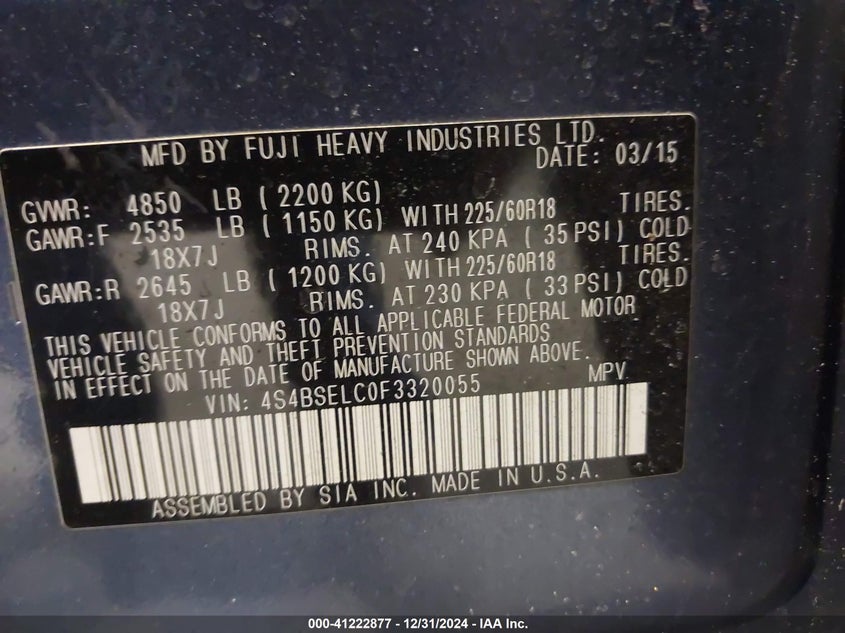 MFD BY FUJI HEAVY INDUSTRIES LTD.
DATE: 03/15
GVWR: 4850 LB ( 2200 KG)
GAWR:F 2535 LB ( 1150 KG) WITH 225/60R18 TIRES.
18X7J RIMS. AT 240 KPA ( 35 PSI) COLD
GAWR:R 2645 LB ( 1200 KG) WITH 225/60R18 TIRES.
18X7J RIMS. AT 230 KPA ( 33 PSI) COLD
THIS VEHICLE CONFORMS TO ALL APPLICABLE FEDERAL MOTOR
VEHICLE SAFETY AND THEFT PREVENTION STANDARDS
IN EFFECT ON THE DATE OF MANUFACTURE SHOWN ABOVE.
VIN: 4S4BSELC0F3320055 MPV
ASSEMBLED BY SIA INC. MADE IN U.S.A.
000-41222877 - 12/31/2024 - IAA Inc.